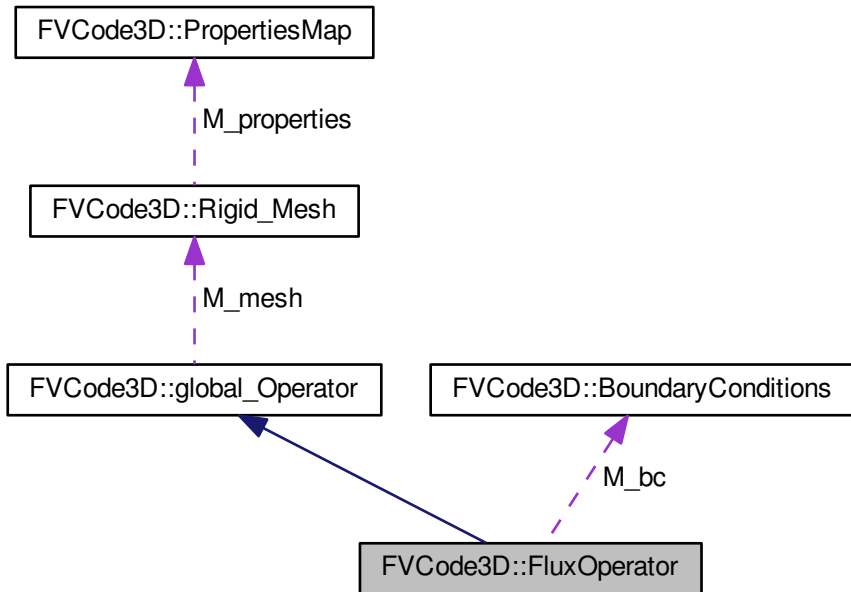 FVCode3D::PropertiesMap
M_properties
FVCode3D::Rigid_Mesh
M_mesh
FVCode3D::global_Operator
FVCode3D::BoundaryConditions
M_bc
FVCode3D::FluxOperator